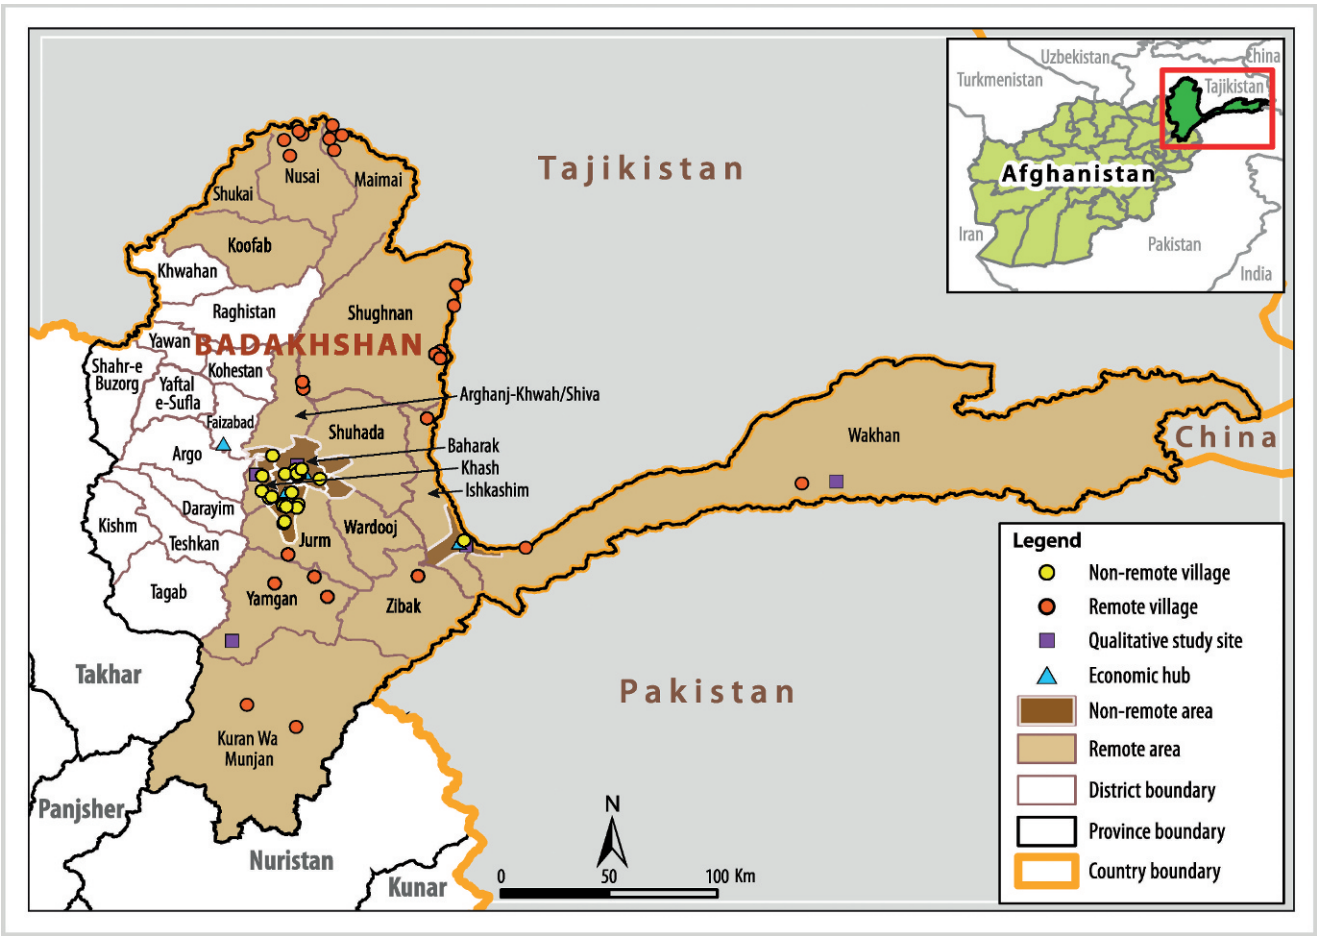 Uzbekistan
China
Turkmenistan
Tajikistan
Afghanistan
Iran
Pakistan
India
Tajikistan
Nusai
Maimai
Shukai
Koofab
Khwahan
Raghistan
Shughnan
Yawan
BADAKHSHAN
Shahr-e
Buzorg
Kohestan
Yaftal
e-Sufla
Arghanj-Khwah/Shiva
Faizabad
Shuhada
Argo
Baharak
Khash
Ishkashim
Wakhan
China
Darayim
Kishm
Wardooj
Teshkan
Jurm
Tagab
Yamgan
Zibak
Takhar
Pakistan
Kuran Wa
Munjan
Panjsher
Nuristan
Kunar
N
0 50 100 Km
Legend
Non-remote village
Remote village
Qualitative study site
Economic hub
Non-remote area
Remote area
District boundary
Province boundary
Country boundary